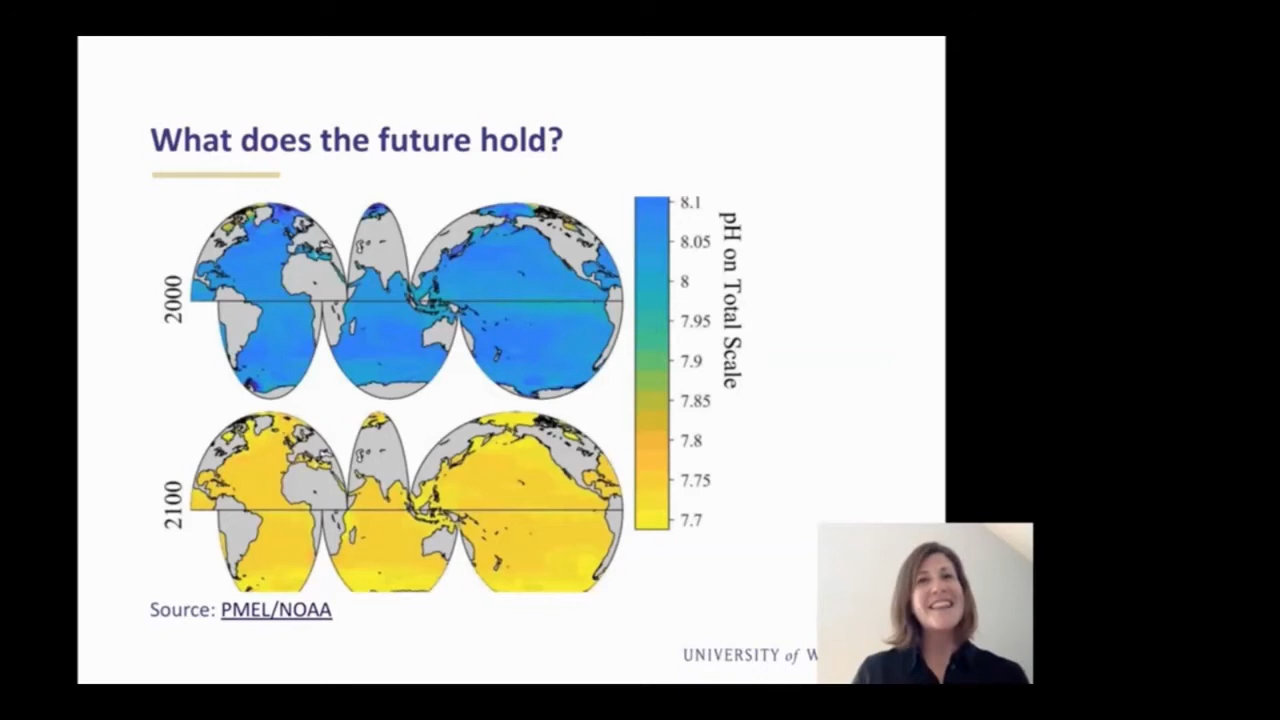 What does the future hold?
2000
2100
8.1
8.05
8
7.95
7.9
7.85
7.8
7.75
7.7
pH on Total Scale
Source: PMEL/NOAA
UNIVERSITY of W